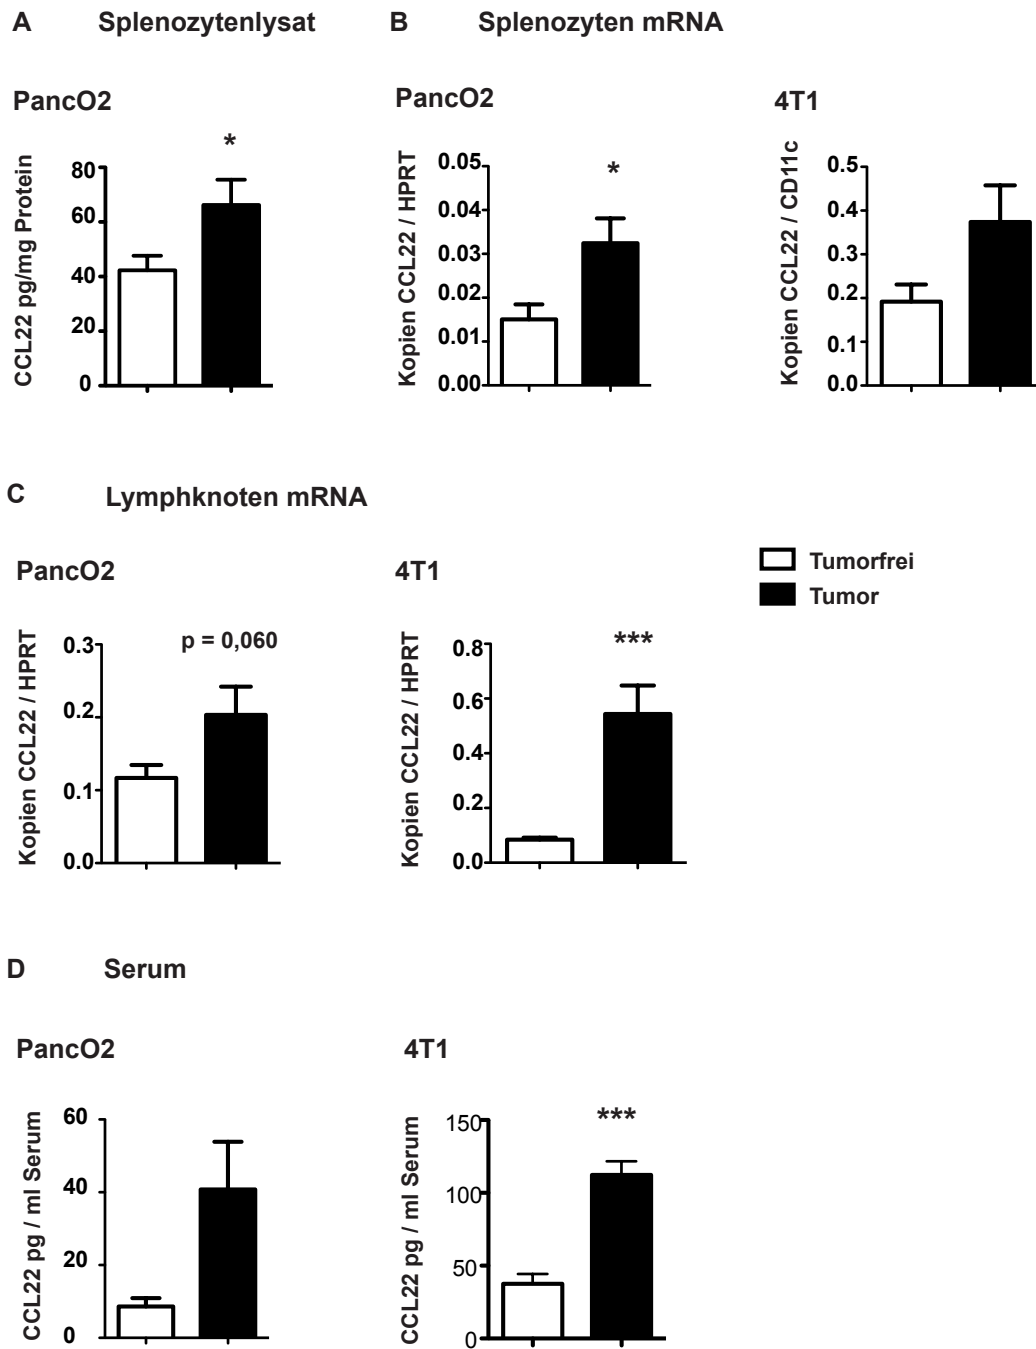 A Splenozytenlysat
B Splenozyten mRNA
PancO2
PancO2
4T1
CCL22 pg/mg Protein
80
60
40
20
0
*
Kopien CCL22 / HPRT
0.05
0.04
0.03
0.02
0.01
0.00
*
Kopien CCL22 / CD11c
0.5
0.4
0.3
0.2
0.1
0.0
C Lymphknoten mRNA
PancO2
4T1
Tumorfrei
Tumor
Kopien CCL22 / HPRT
0.3
0.2
0.1
0.0
p = 0,060
Kopien CCL22 / HPRT
0.8
0.6
0.4
0.2
0.0
***
D Serum
PancO2
4T1
CCL22 pg / ml Serum
60
40
20
0
CCL22 pg / ml Serum
150
100
50
0
***